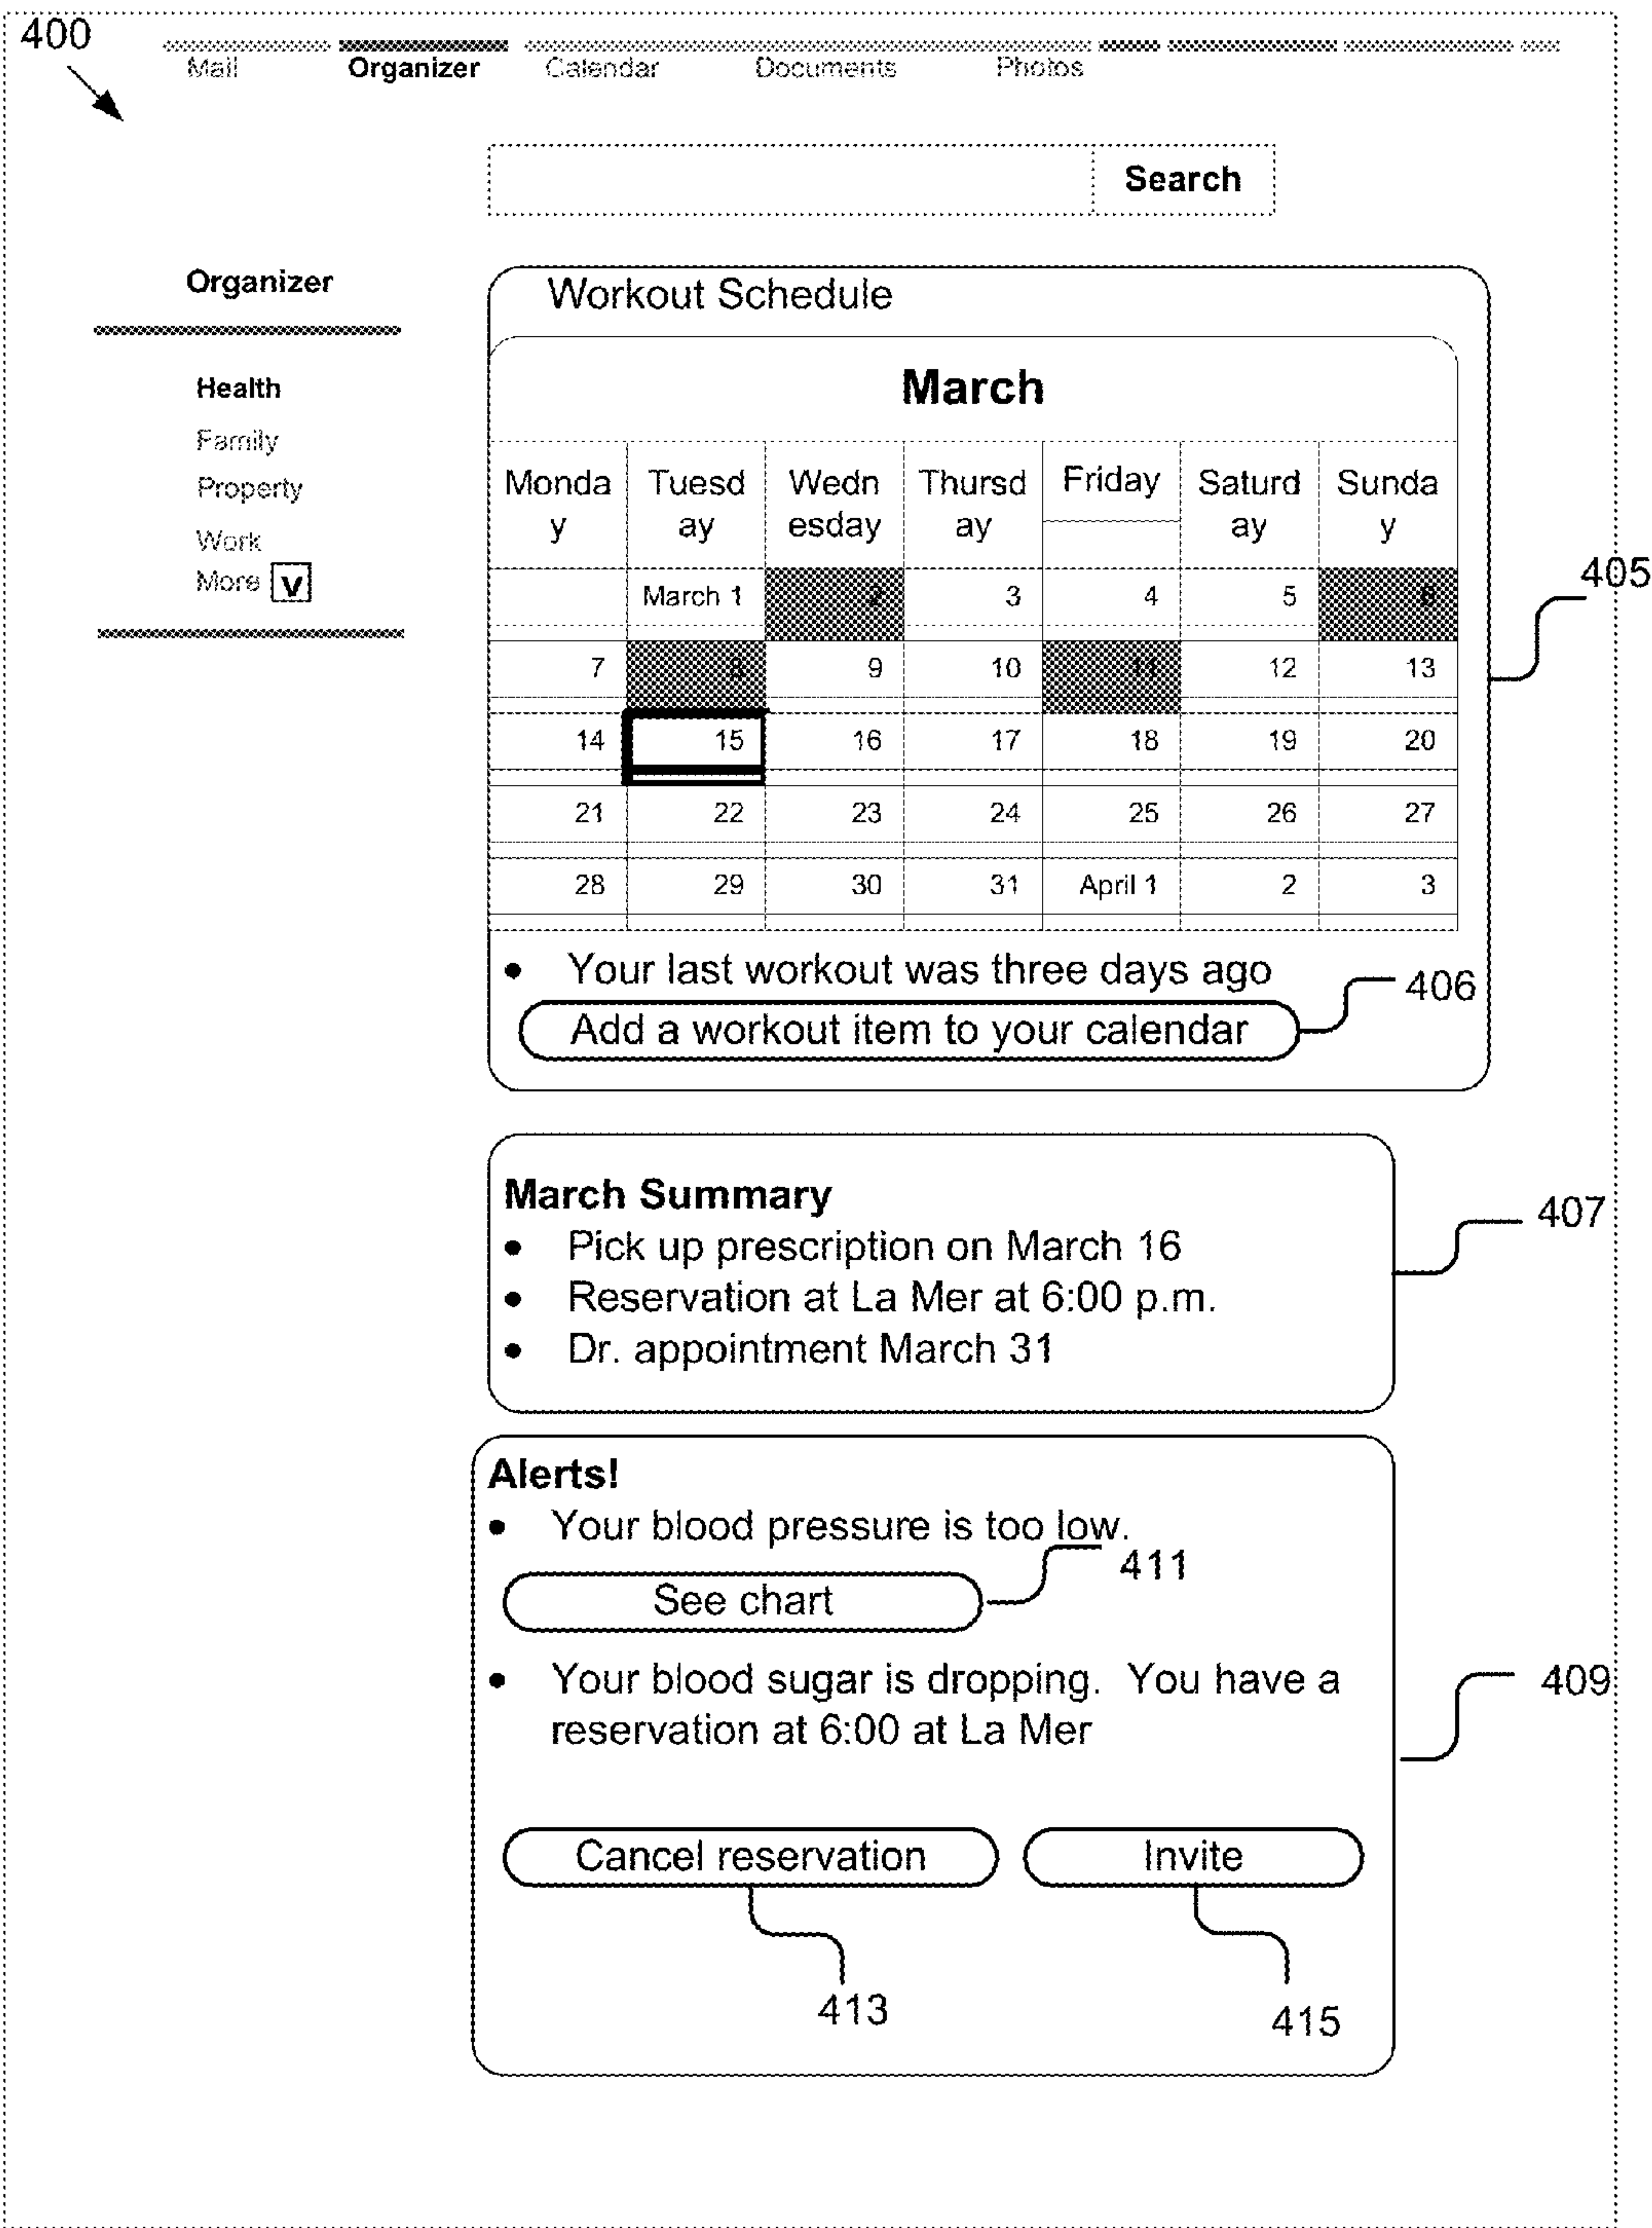 400
Mail Organizer Calendar Documents Photos
Search
Organizer
Health
Family
Property
Work
More V
Workout Schedule
March
Monda Tuesd Wedn Thursd Friday Saturd Sunda
y ay esday ay ay y
March 1 2 3 4 5 6
7 8 9 10 11 12 13
14 15 16 17 18 19 20
21 22 23 24 25 26 27
28 29 30 31 April 1 2 3
405
• Your last workout was three days ago
406
Add a workout item to your calendar
March Summary
• Pick up prescription on March 16
• Reservation at La Mer at 6:00 p.m.
• Dr. appointment March 31
407
Alerts!
• Your blood pressure is too low.
411
See chart
• Your blood sugar is dropping. You have a
reservation at 6:00 at La Mer
409
Cancel reservation Invite
413 415